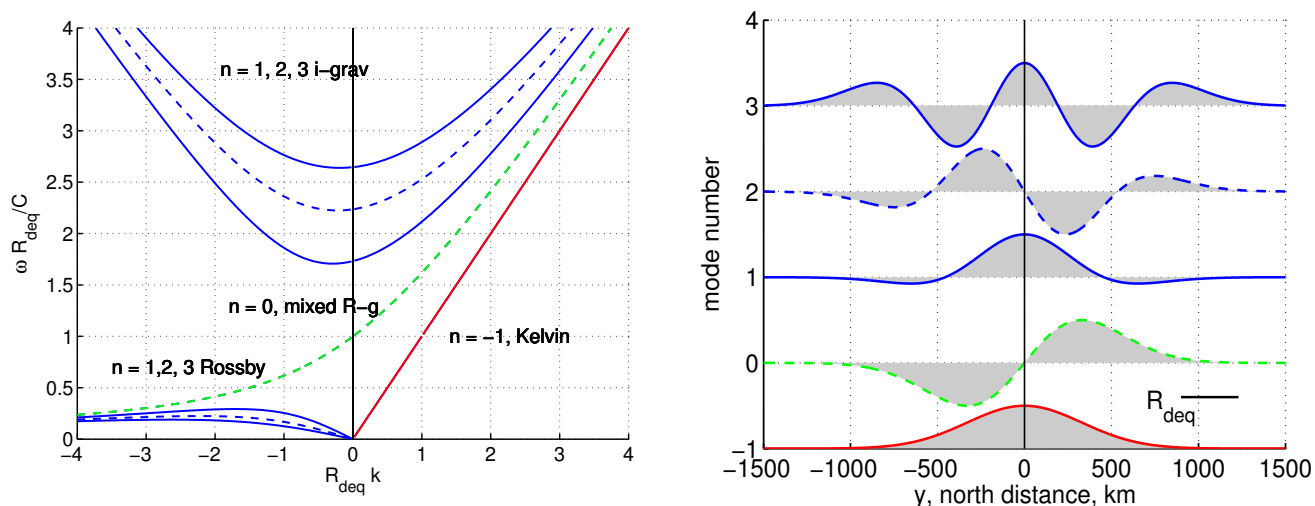 4
3.5
3
2.5
2
1.5
1
0.5
0
ω R_deq/C
n = 1, 2, 3 i-grav
n = 0, mixed R-g
n = -1, Kelvin
n = 1,2, 3 Rossby
-4 -3 -2 -1 0 1 2 3 4
R_deq k
4
3
2
1
0
-1
mode number
R_deq
-1500 -1000 -500 0 500 1000 1500
y, north distance, km